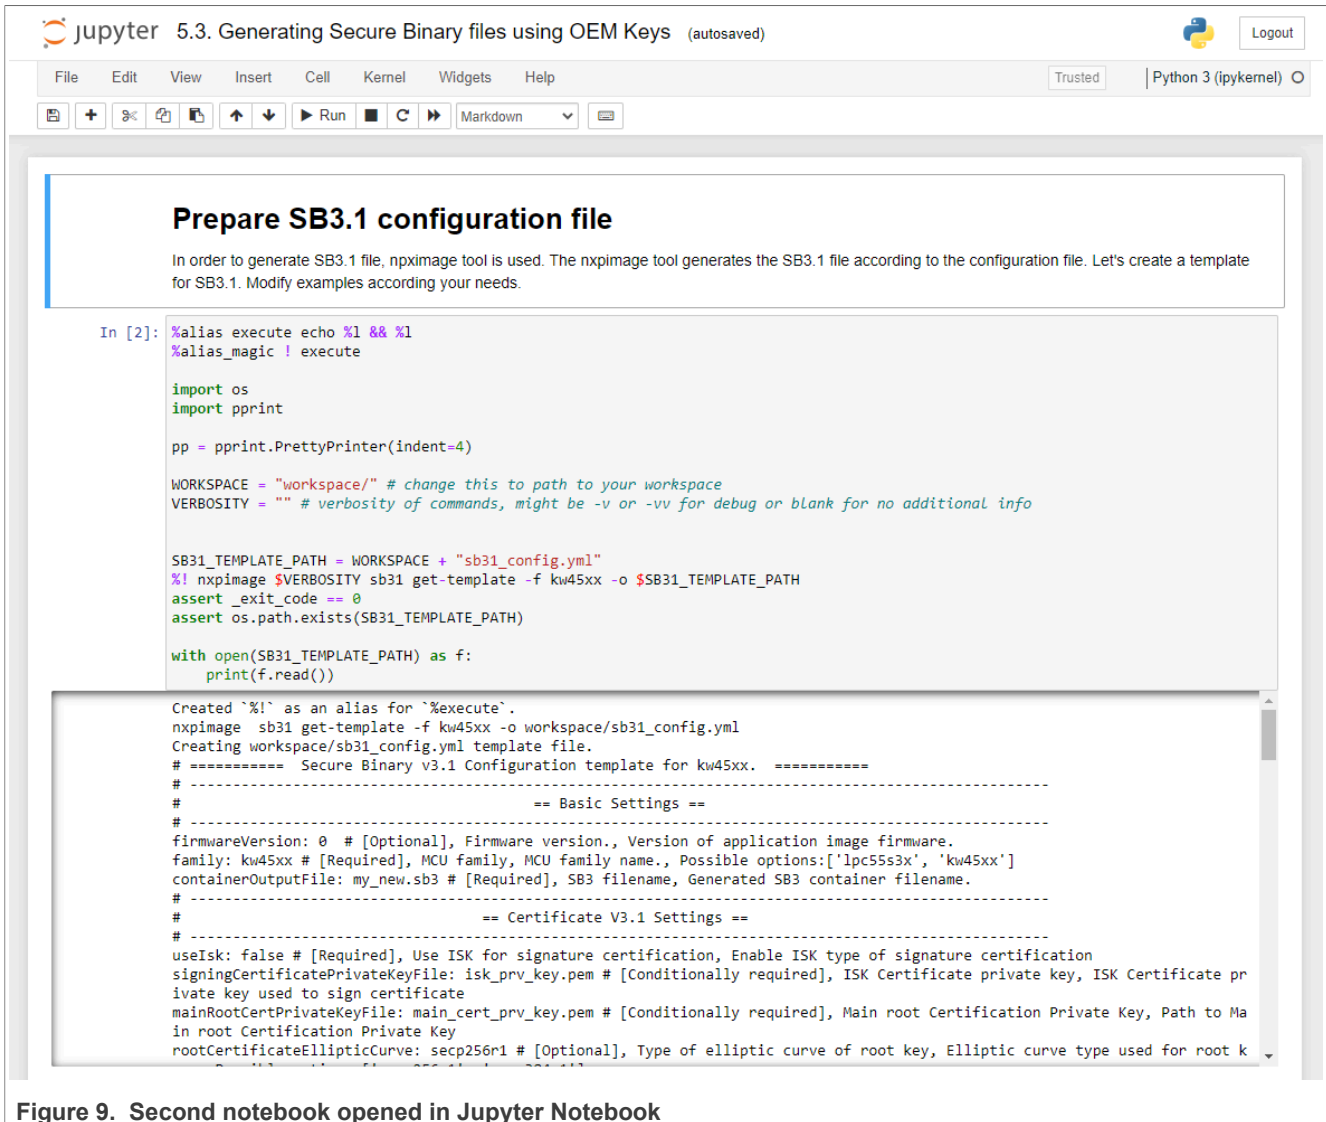 jupyter 5.3. Generating Secure Binary files using OEM Keys (autosaved)
Logout
File Edit View Insert Cell Kernel Widgets Help
Trusted
Python 3 (ipykernel)
Run
Markdown
Prepare SB3.1 configuration file
In order to generate SB3.1 file, npximage tool is used. The nxpimage tool generates the SB3.1 file according to the configuration file. Let's create a template
for SB3.1. Modify examples according your needs.
In [2]: %alias execute echo %l && %l
%alias_magic ! execute
import os
import pprint
pp = pprint.PrettyPrinter(indent=4)
WORKSPACE = "workspace/" # change this to path to your workspace
VERBOSITY = "" # verbosity of commands, might be -v or -vv for debug or blank for no additional info
SB31_TEMPLATE_PATH = WORKSPACE + "sb31_config.yml"
%! nxpimage $VERBOSITY sb31 get-template -f kw45xx -o $SB31_TEMPLATE_PATH
assert _exit_code == 0
assert os.path.exists(SB31_TEMPLATE_PATH)
with open(SB31_TEMPLATE_PATH) as f:
    print(f.read())
Created `%!` as an alias for `%execute`.
nxpimage  sb31 get-template -f kw45xx -o workspace/sb31_config.yml
Creating workspace/sb31_config.yml template file.
# ===========  Secure Binary v3.1 Configuration template for kw45xx.  ===========
# ----------------------------------------------------------------------------------------------------
#                                         == Basic Settings ==
# ----------------------------------------------------------------------------------------------------
firmwareVersion: 0  # [Optional], Firmware version., Version of application image firmware.
family: kw45xx # [Required], MCU family, MCU family name., Possible options:['lpc55s3x', 'kw45xx']
containerOutputFile: my_new.sb3 # [Required], SB3 filename, Generated SB3 container filename.
# ----------------------------------------------------------------------------------------------------
#                                   == Certificate V3.1 Settings ==
# ----------------------------------------------------------------------------------------------------
useIsk: false # [Required], Use ISK for signature certification, Enable ISK type of signature certification
signingCertificatePrivateKeyFile: isk_prv_key.pem # [Conditionally required], ISK Certificate private key, ISK Certificate pr
ivate key used to sign certificate
mainRootCertPrivateKeyFile: main_cert_prv_key.pem # [Conditionally required], Main root Certification Private Key, Path to Ma
in root Certification Private Key
rootCertificateEllipticCurve: secp256r1 # [Optional], Type of elliptic curve of root key, Elliptic curve type used for root k
Figure 9. Second notebook opened in Jupyter Notebook